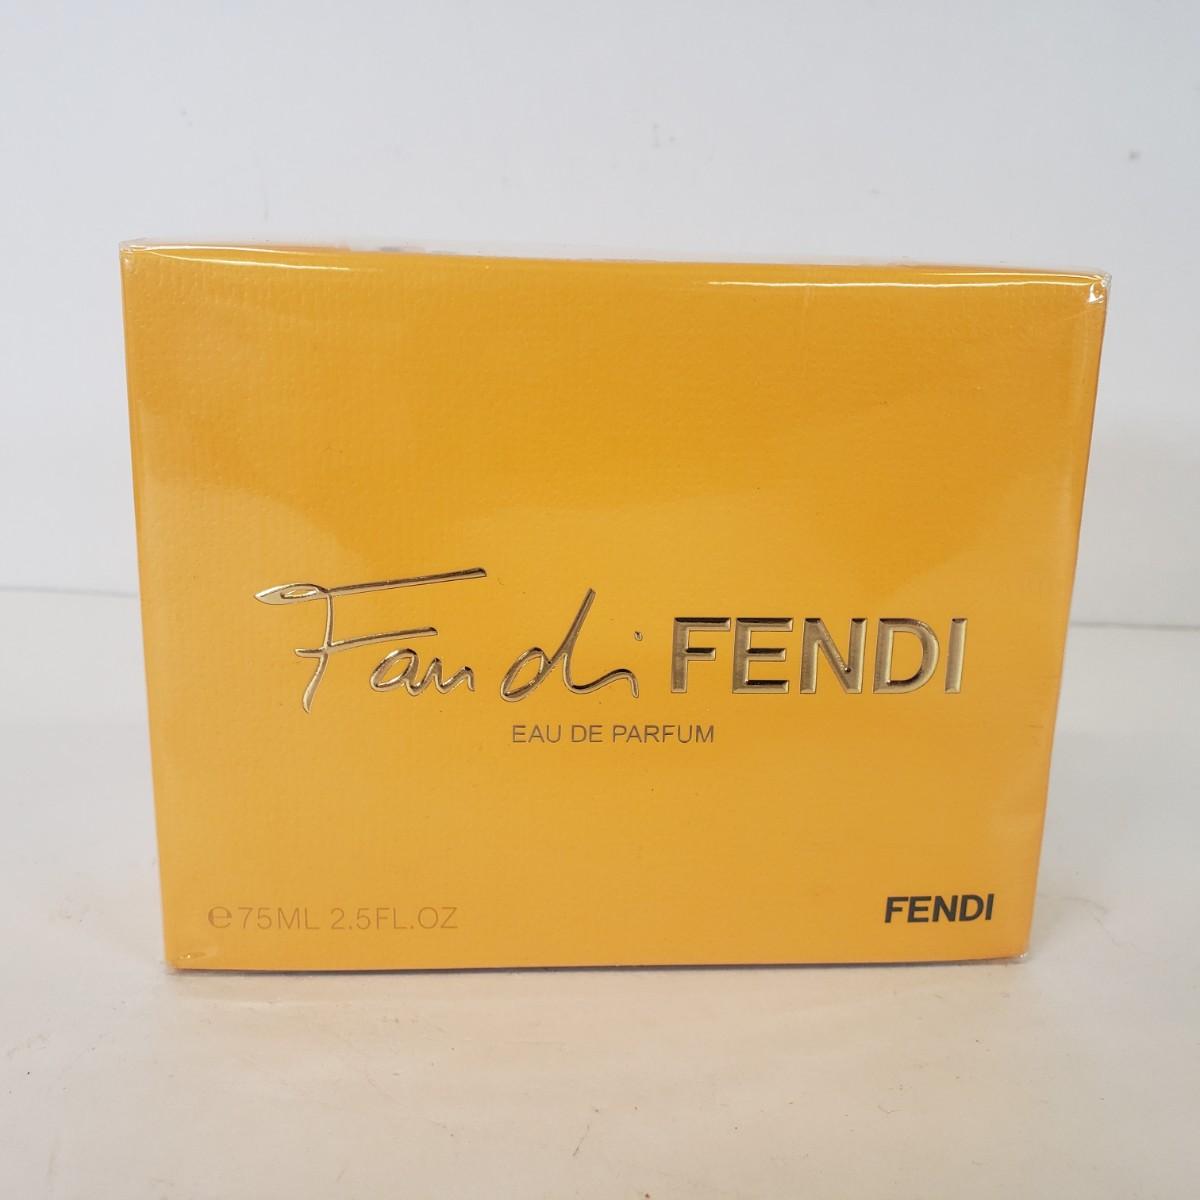 Fan di FENDI
EAU DE PARFUM
℮75ML 2.5FL.OZ
FENDI